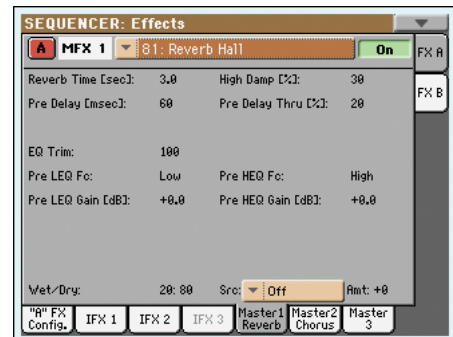 SEQUENCER: Effects
A MFX 1 81: Reverb Hall On
FX A
Reverb Time [sec]: 3.0 High Damp [%]: 30
Pre Delay [msec]: 60 Pre Delay Thru [%]: 20
FX B
EQ Trim: 100
Pre LEQ Fc: Low Pre HEQ Fc: High
Pre LEQ Gain [dB]: +0.0 Pre HEQ Gain [dB]: +0.0
Wet/Dry: 20:80 Src: Off Amt: +0
"A" FX Config. IFX 1 IFX 2 IFX 3 Master1 Reverb Master2 Chorus Master 3